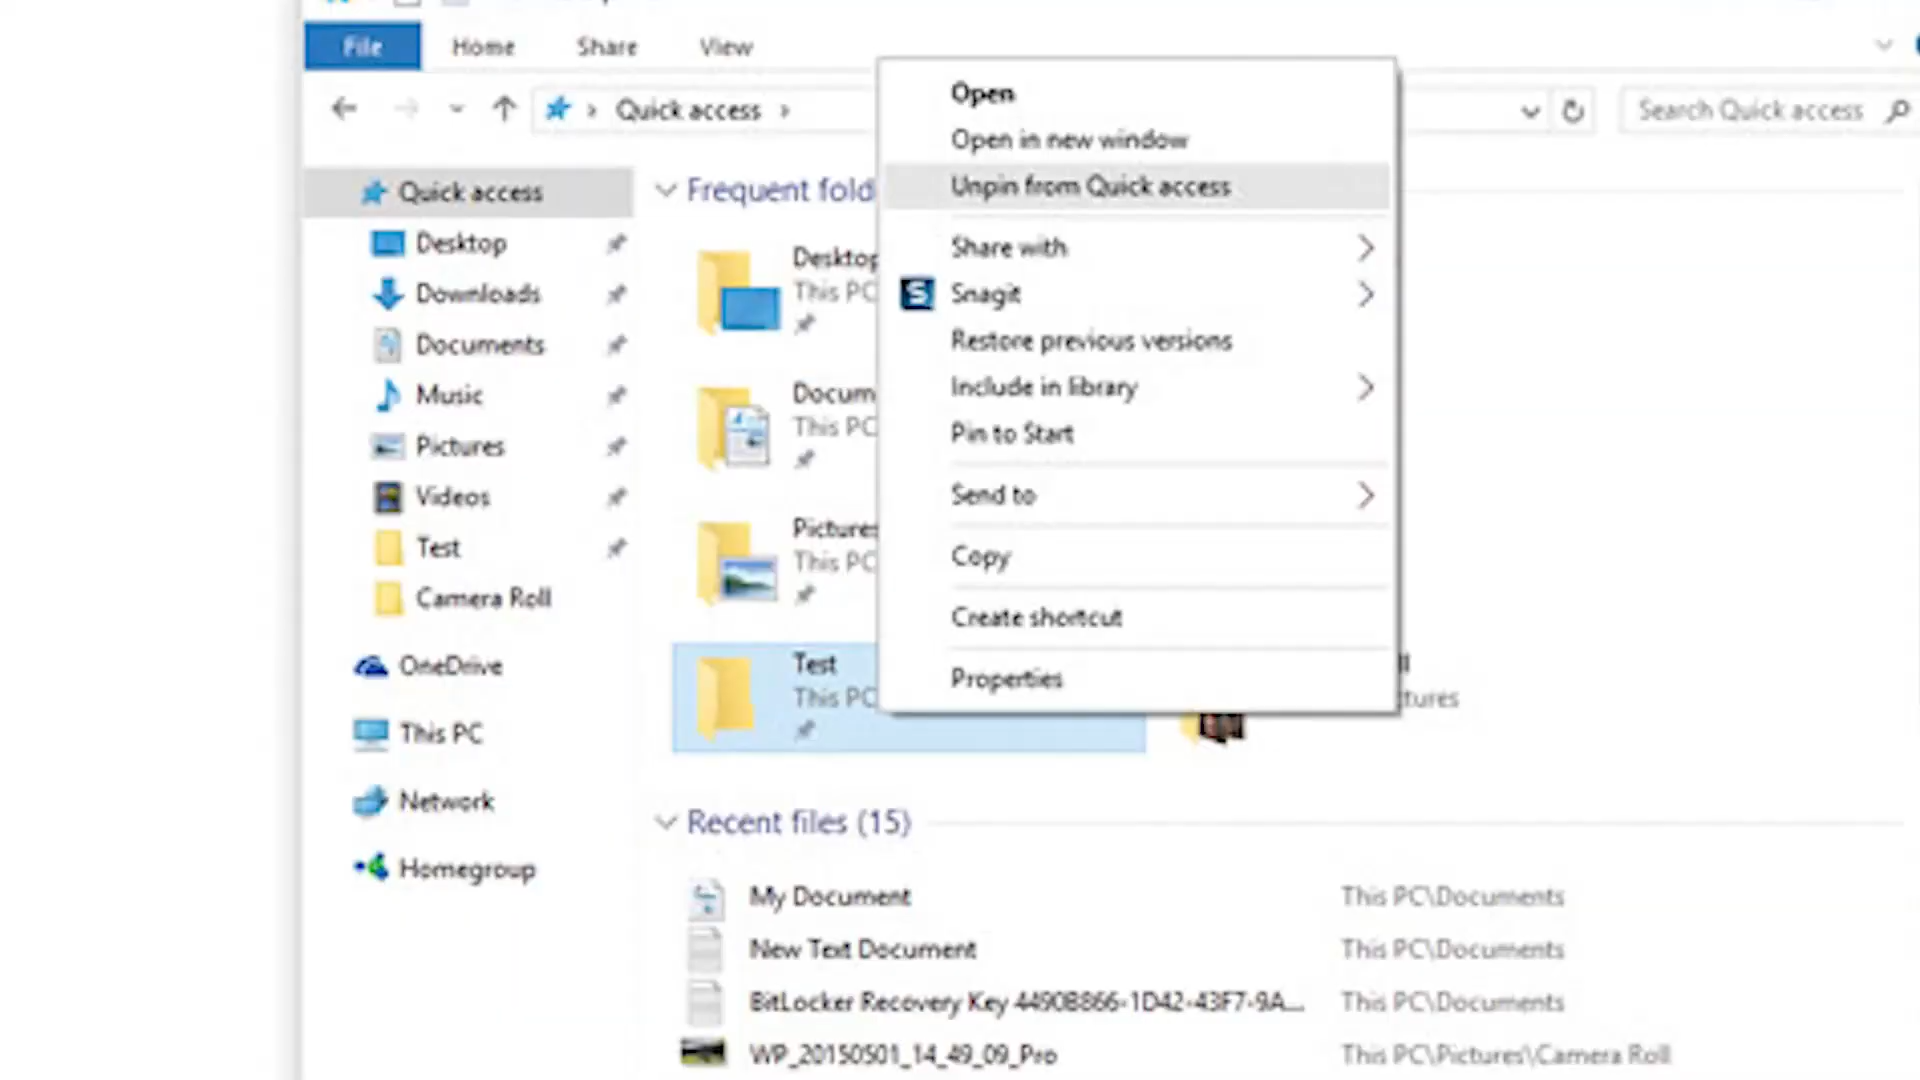 File Home Share View
Quick access
Search Quick access
Quick access
Desktop
Downloads
Documents
Music
Pictures
Videos
Test
Camera Roll
OneDrive
This PC
Network
Homegroup
Frequent fold
Desktop
This PC
Docum
This PC
Pictures
This PC
Test
This PC
Open
Open in new window
Unpin from Quick access
Share with
Snagit
Restore previous versions
Include in library
Pin to Start
Send to
Copy
Create shortcut
Properties
ll
tures
Recent files (15)
My Document This PC\Documents
New Text Document This PC\Documents
BitLocker Recovery Key 4490B866-1D42-43F7-9A... This PC\Documents
WP_20150501_14_49_09_Pro This PC\Pictures\Camera Roll